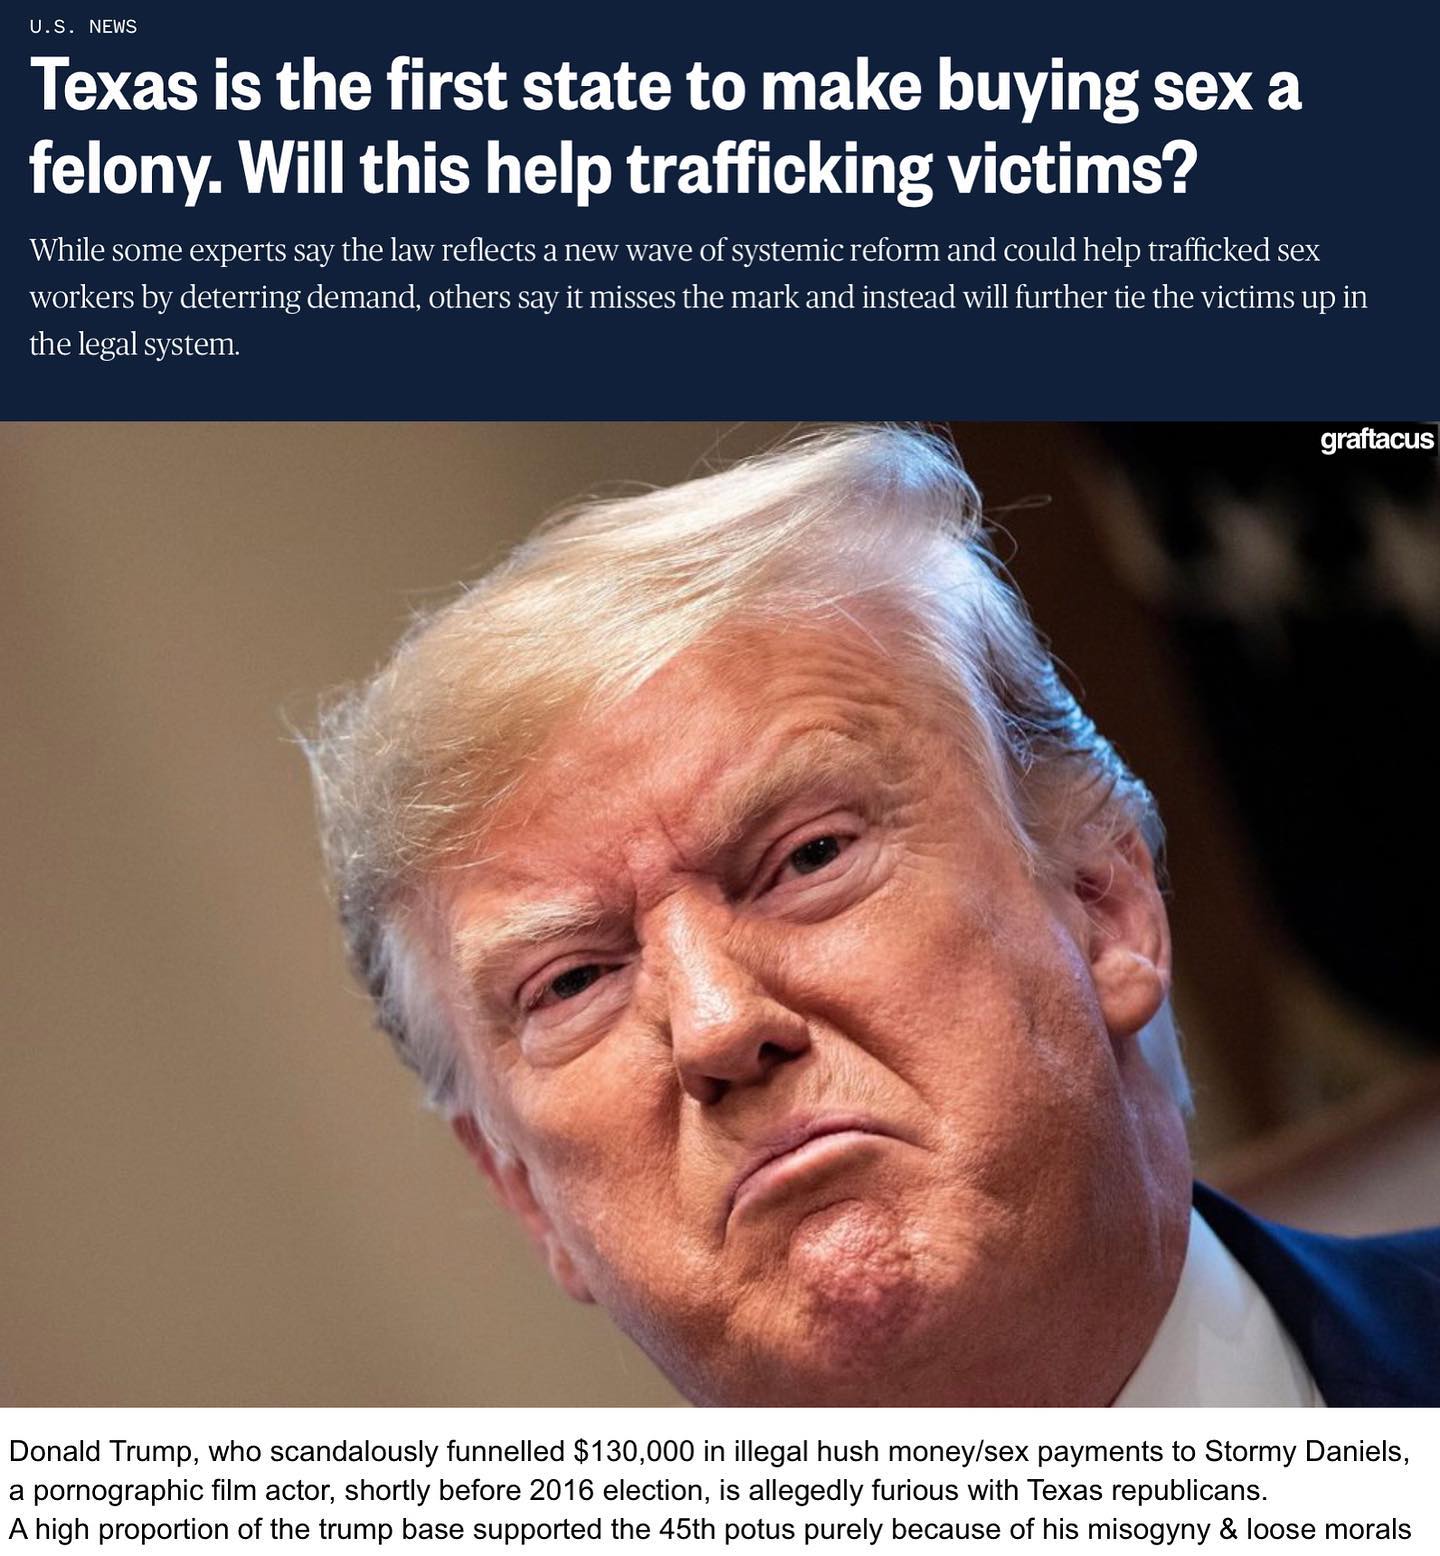 U.S. NEWS
Texas is the first state to make buying sex a
felony. Will this help trafficking victims?
While some experts say the law reflects a new wave of systemic reform and could help trafficked sex
workers by deterring demand, others say it misses the mark and instead will further tie the victims up in
the legal system.
graftacus
Donald Trump, who scandalously funnelled $130,000 in illegal hush money/sex payments to Stormy Daniels,
a pornographic film actor, shortly before 2016 election, is allegedly furious with Texas republicans.
A high proportion of the trump base supported the 45th potus purely because of his misogyny & loose morals